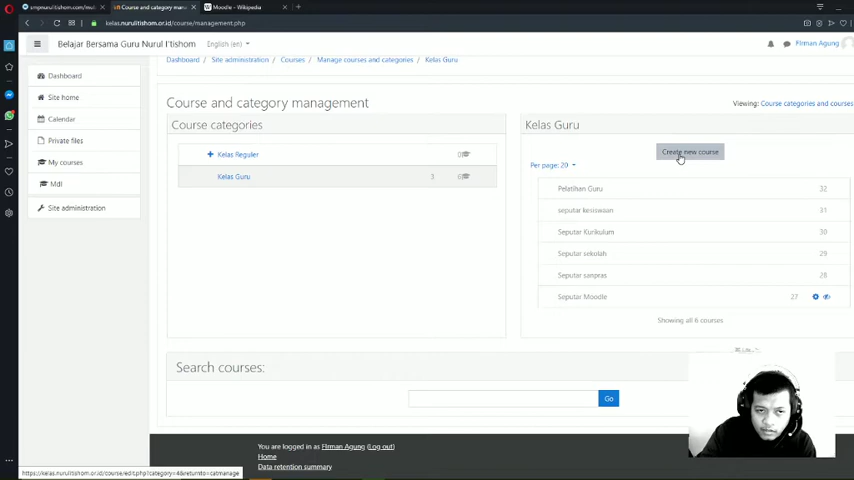 smpnurulitishom.com/mu
Course and category man
Moodle - Wikipedia
kelas.nurulitishom.or.id/course/management.php
Belajar Bersama Guru Nurul I'tishom
English (en)
Firman Agung
Dashboard / Site administration / Courses / Manage courses and categories / Kelas Guru
Dashboard
Site home
Calendar
Private files
My courses
Mdl
Site administration
Course and category management
Viewing: Course categories and courses
Course categories
Kelas Reguler 0
Kelas Guru 3 6
Kelas Guru
Create new course
Per page: 20
Pelatihan Guru 32
seputar kesiswaan 31
Seputar Kurikulum 30
Seputar sekolah 29
Seputar sanpras 28
Seputar Moodle 27
Showing all 6 courses
Search courses:
Go
You are logged in as Firman Agung (Log out)
Home
Data retention summary
https://kelas.nurulitishom.or.id/course/edit.php?category=4&return=catmanage